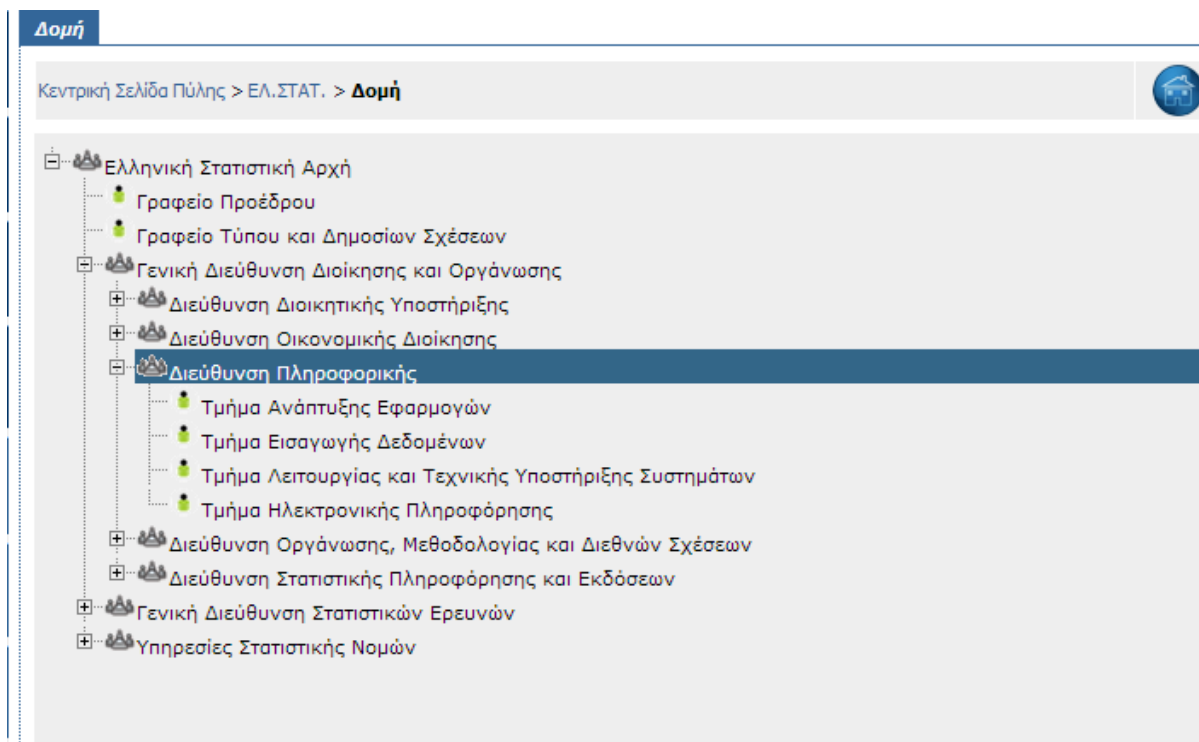 Δομή
Κεντρική Σελίδα Πύλης > ΕΛ.ΣΤΑΤ. > Δομή
Ελληνική Στατιστική Αρχή
Γραφείο Προέδρου
Γραφείο Τύπου και Δημοσίων Σχέσεων
Γενική Διεύθυνση Διοίκησης και Οργάνωσης
Διεύθυνση Διοικητικής Υποστήριξης
Διεύθυνση Οικονομικής Διοίκησης
Διεύθυνση Πληροφορικής
Τμήμα Ανάπτυξης Εφαρμογών
Τμήμα Εισαγωγής Δεδομένων
Τμήμα Λειτουργίας και Τεχνικής Υποστήριξης Συστημάτων
Τμήμα Ηλεκτρονικής Πληροφόρησης
Διεύθυνση Οργάνωσης, Μεθοδολογίας και Διεθνών Σχέσεων
Διεύθυνση Στατιστικής Πληροφόρησης και Εκδόσεων
Γενική Διεύθυνση Στατιστικών Ερευνών
Υπηρεσίες Στατιστικής Νομών